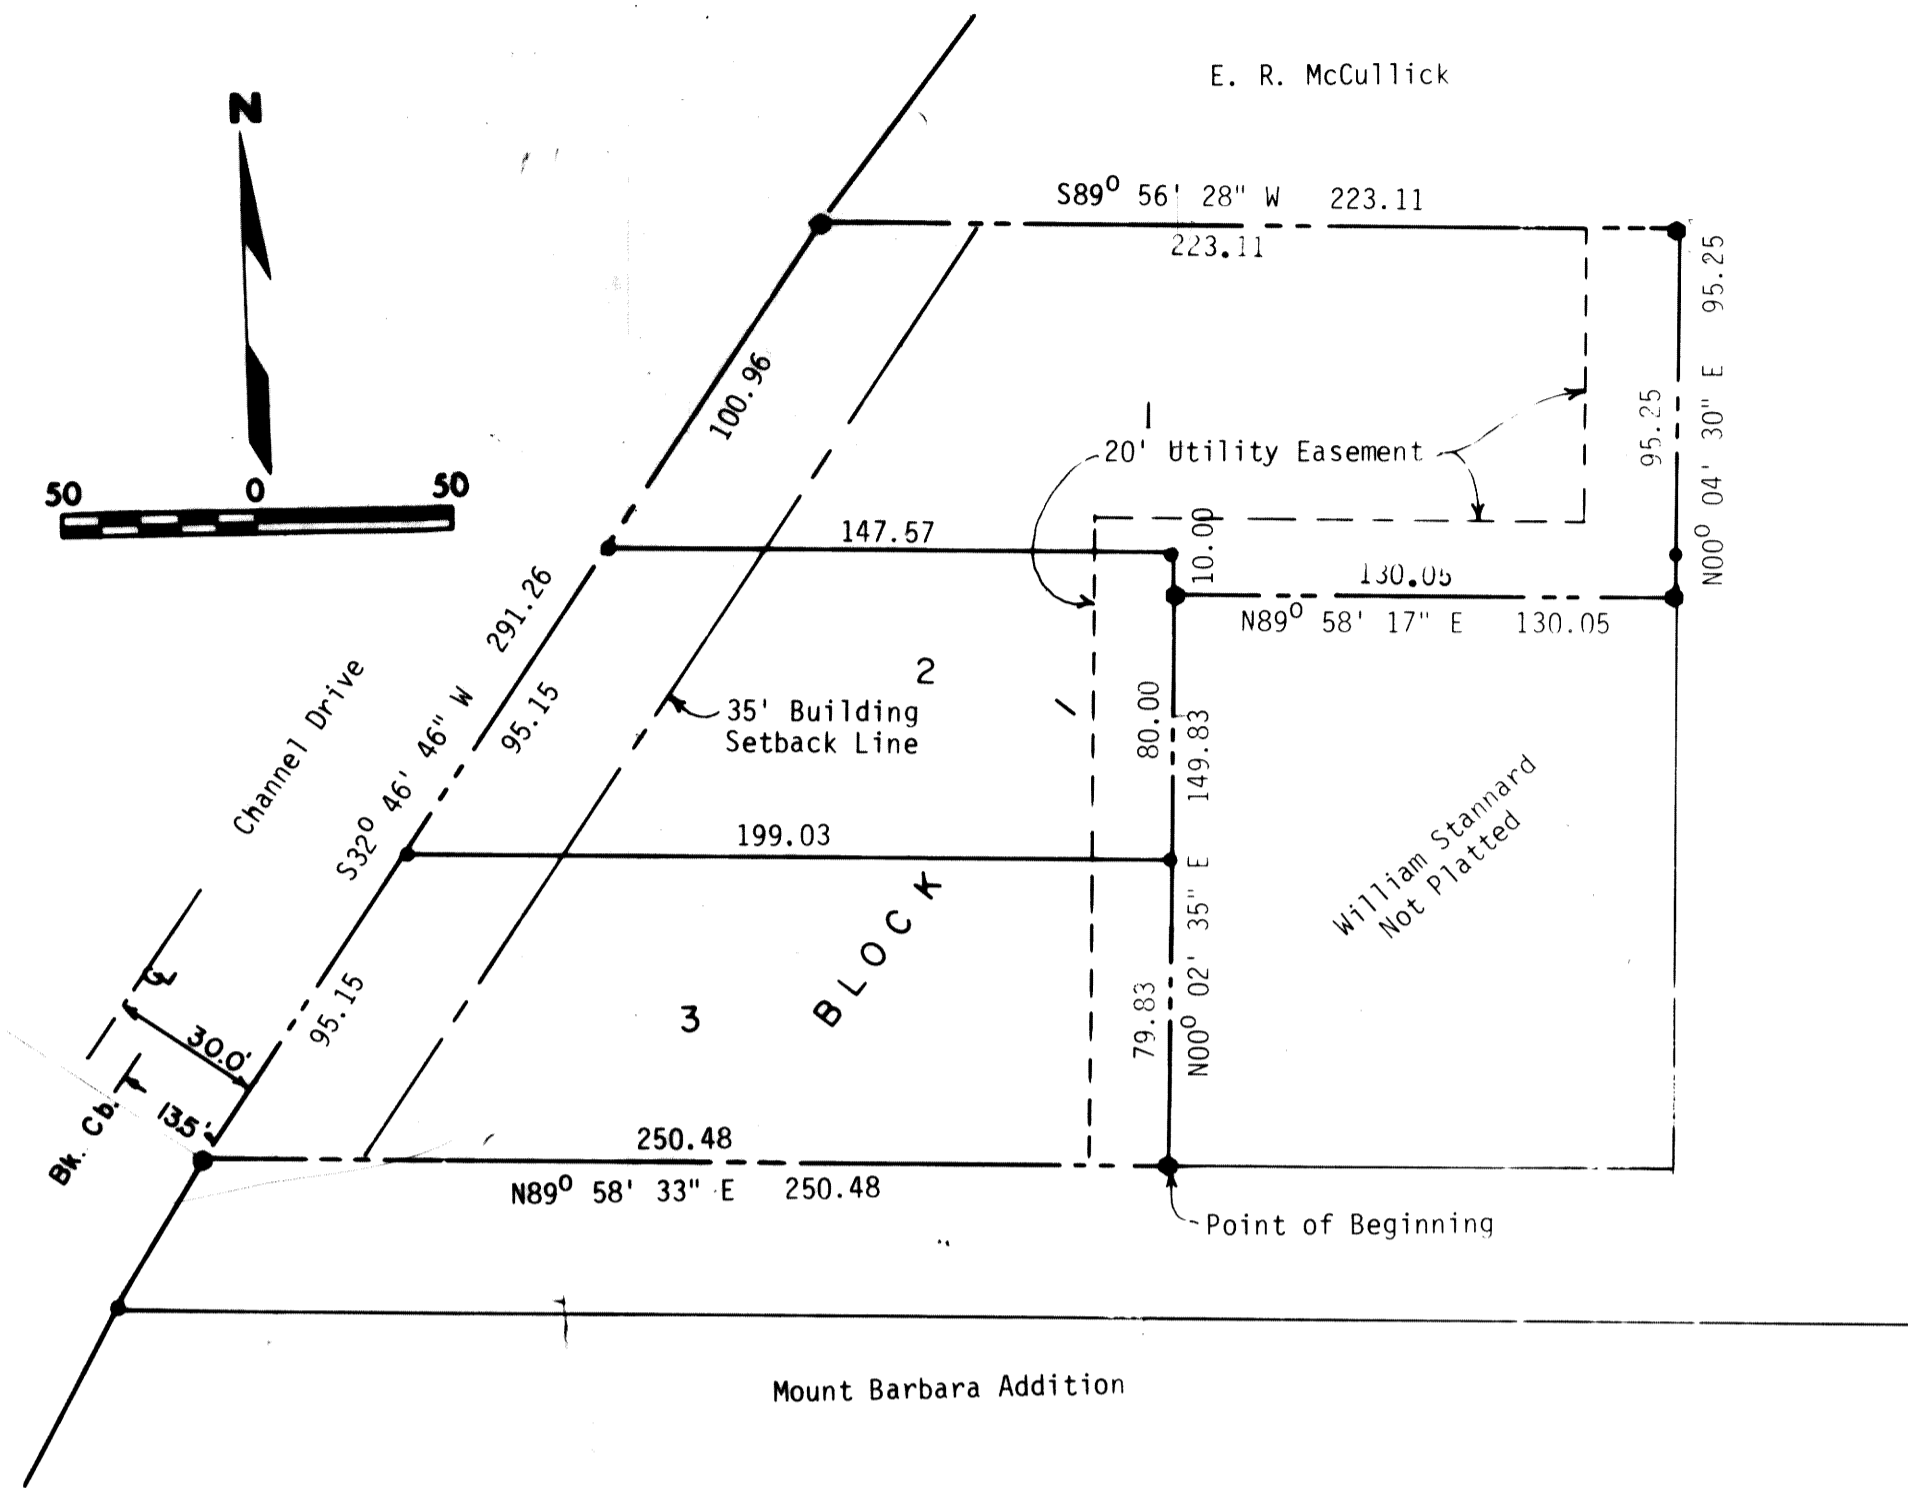 E. R. McCullick
N
S89° 56' 28" W 223.11
223.11
95.25
N00° 04' 30" E 95.25
100.96
1
20' Utility Easement
50 0 50
147.57
10.00
130.05
N89° 58' 17" E 130.05
S32° 46' 46" W 291.26
95.15
2
35' Building
Setback Line
80.00
N00° 02' 35" E 149.83
Channel Drive
199.03
William Stannard
Not Platted
BLOCK 1
℄
30.0'
95.15
3
79.83
13.5'
Bk. Cb.
250.48
N89° 58' 33" E 250.48
Point of Beginning
Mount Barbara Addition